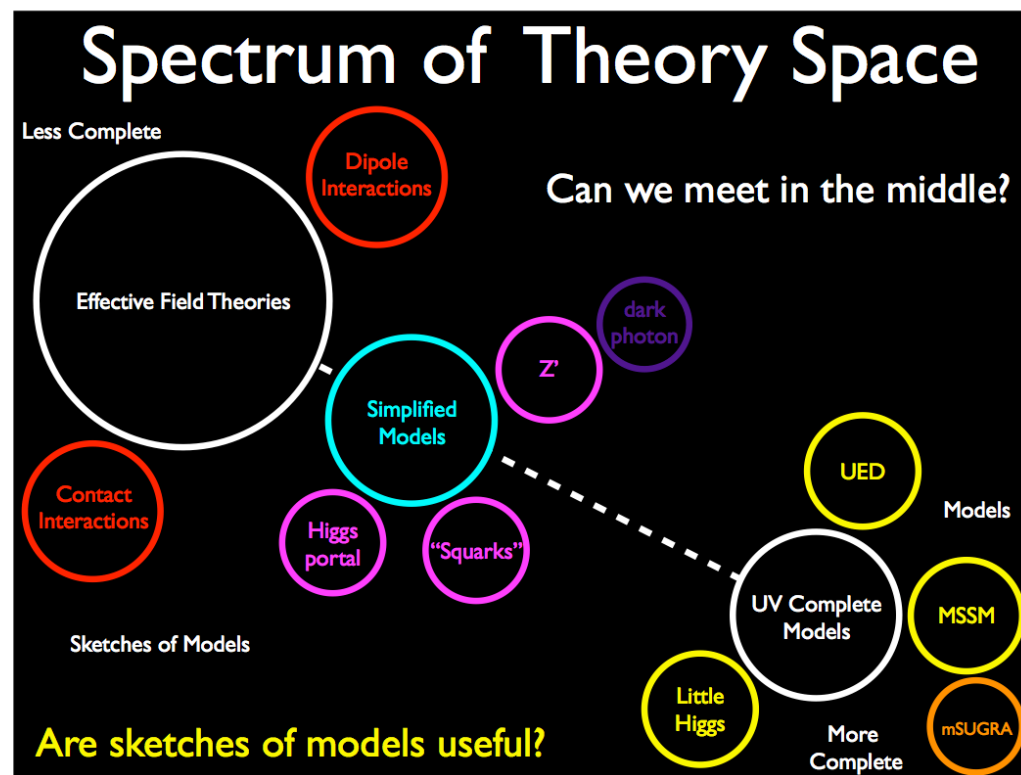 Spectrum of Theory Space
Less Complete
Dipole
Interactions
Can we meet in the middle?
Effective Field Theories
dark
photon
Z’
Simplified
Models
UED
Contact
Interactions
Models
Higgs
portal
“Squarks”
UV Complete
Models
MSSM
Sketches of Models
Little
Higgs
mSUGRA
Are sketches of models useful?
More
Complete